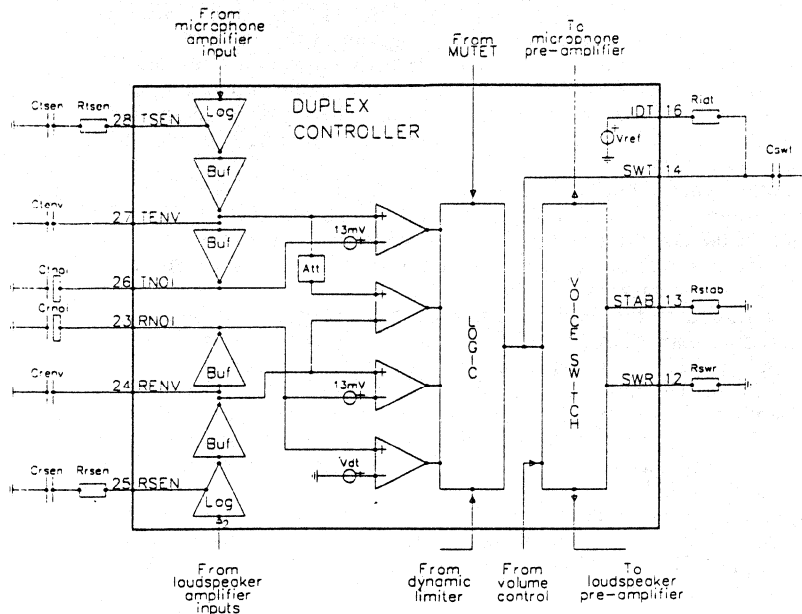 From
microphone
amplifier
input
From
MUTET
To
microphone
pre-amplifier
DUPLEX
CONTROLLER
Ctsen
Rtsen
28 TSEN
Log
Buf
IDT 16
Ridt
Vref
SWT 14
Cswt
Ctenv
27 TENV
Buf
13mV
Att
Ctnoi
26 TNOI
Crnoi
23 RNOI
Buf
LOGIC
VOICE SWITCH
STAB 13
Rstab
Crenv
24 RENV
13mV
SWR 12
Rswr
Buf
Vdt
Crsen
Rrsen
25 RSEN
Log
2
From
loudspeaker
amplifier
inputs
From
dynamic
limiter
From
volume
control
To
loudspeaker
pre-amplifier